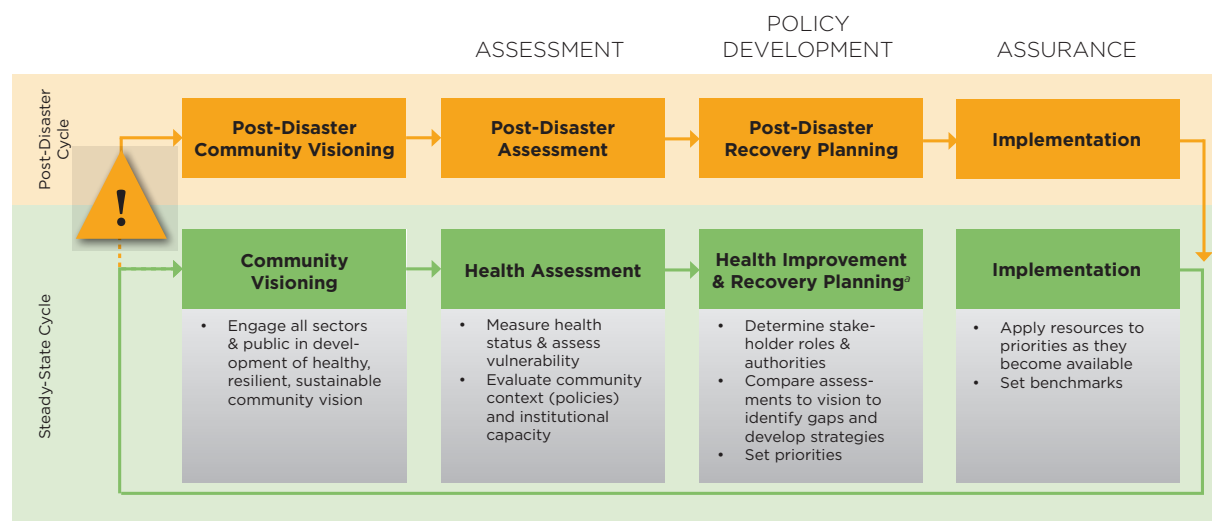 ASSESSMENT
POLICY
DEVELOPMENT
ASSURANCE
Post-Disaster
Cycle
Post-Disaster
Community Visioning
Post-Disaster
Assessment
Post-Disaster
Recovery Planning
Implementation
!
Steady-State Cycle
Community
Visioning
• Engage all sectors
& public in devel-
opment of healthy,
resilient, sustainable
community vision
Health Assessment
• Measure health
status & assess
vulnerability
• Evaluate community
context (policies)
and institutional
capacity
Health Improvement
& Recovery Planningᵃ
• Determine stake-
holder roles &
authorities
• Compare assess-
ments to vision to
identify gaps and
develop strategies
• Set priorities
Implementation
• Apply resources to
priorities as they
become available
• Set benchmarks